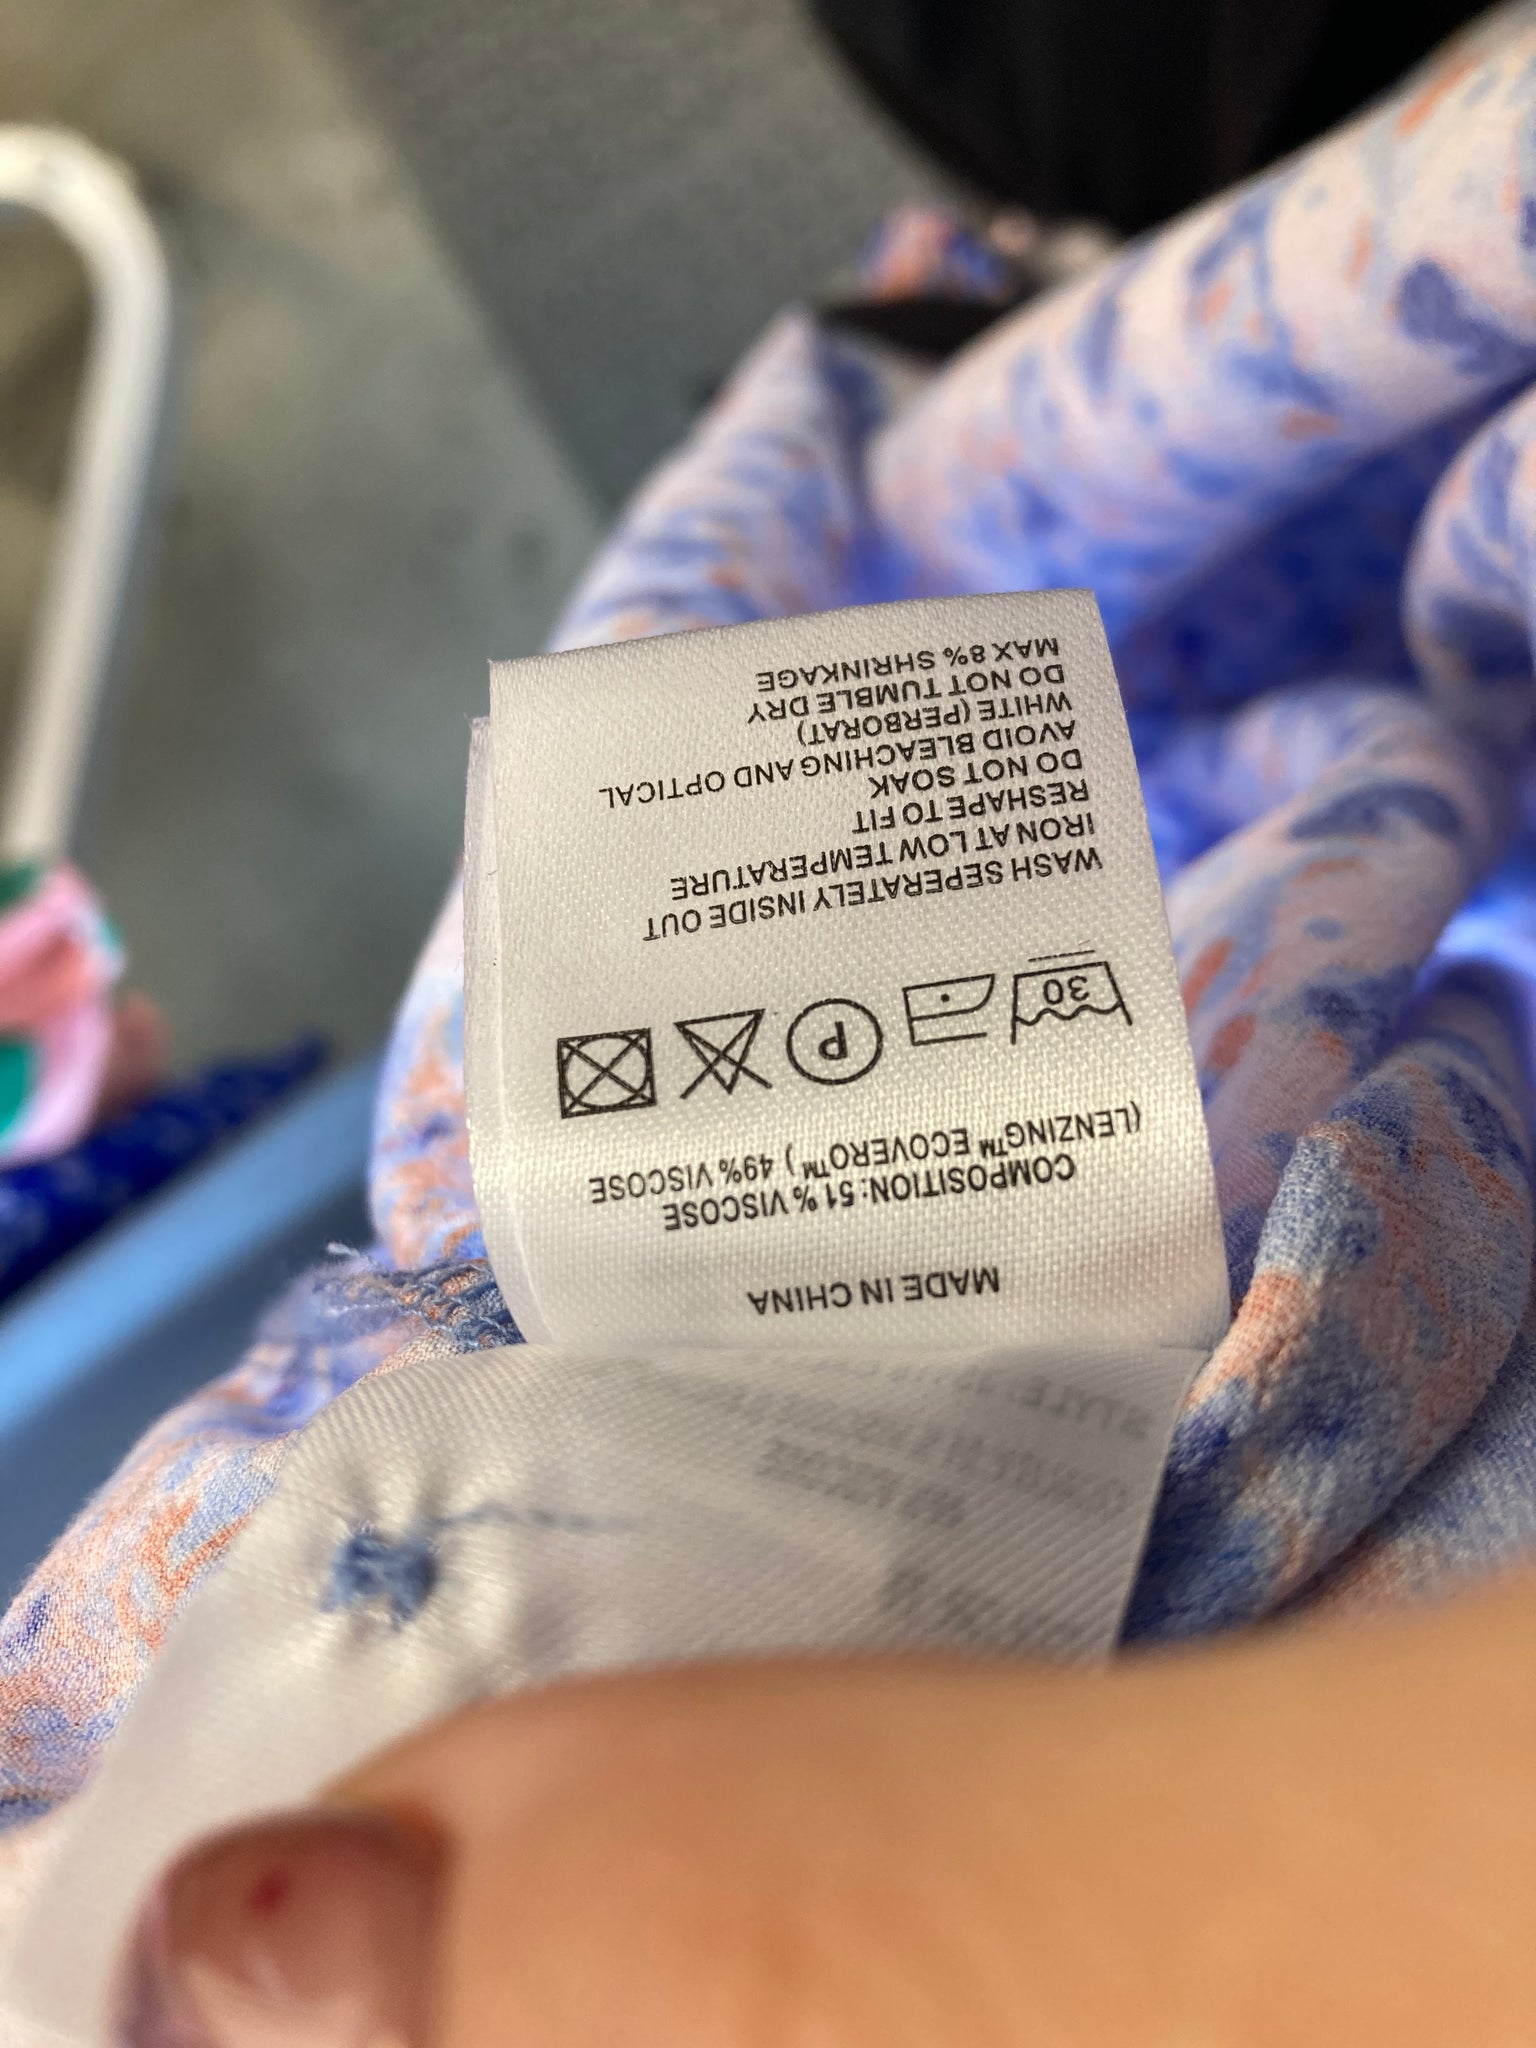 MADE IN CHINA
COMPOSITION: 51 % VISCOSE
(LENZING™ ECOVERO™ ) 49% VISCOSE
30 P
WASH SEPERATELY INSIDE OUT
IRON AT LOW TEMPERATURE
RESHAPE TO FIT
DO NOT SOAK
AVOID BLEACHING AND OPTICAL
WHITE (PERBORAT)
DO NOT TUMBLE DRY
MAX 8% SHRINKAGE